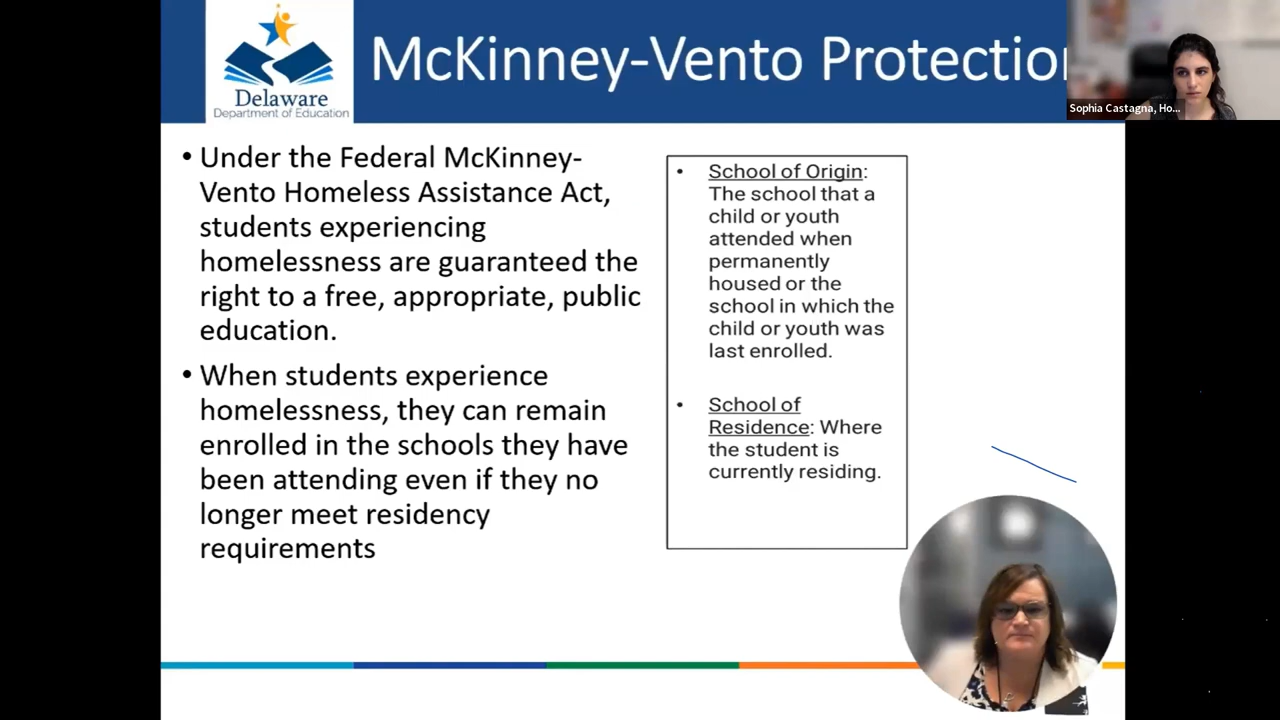 McKinney-Vento Protection
Delaware
Department of Education
Sophia Castagna, Ho...
• Under the Federal McKinney-
Vento Homeless Assistance Act,
students experiencing
homelessness are guaranteed the
right to a free, appropriate, public
education.
• When students experience
homelessness, they can remain
enrolled in the schools they have
been attending even if they no
longer meet residency
requirements
• School of Origin:
The school that a
child or youth
attended when
permanently
housed or the
school in which the
child or youth was
last enrolled.
• School of
Residence: Where
the student is
currently residing.